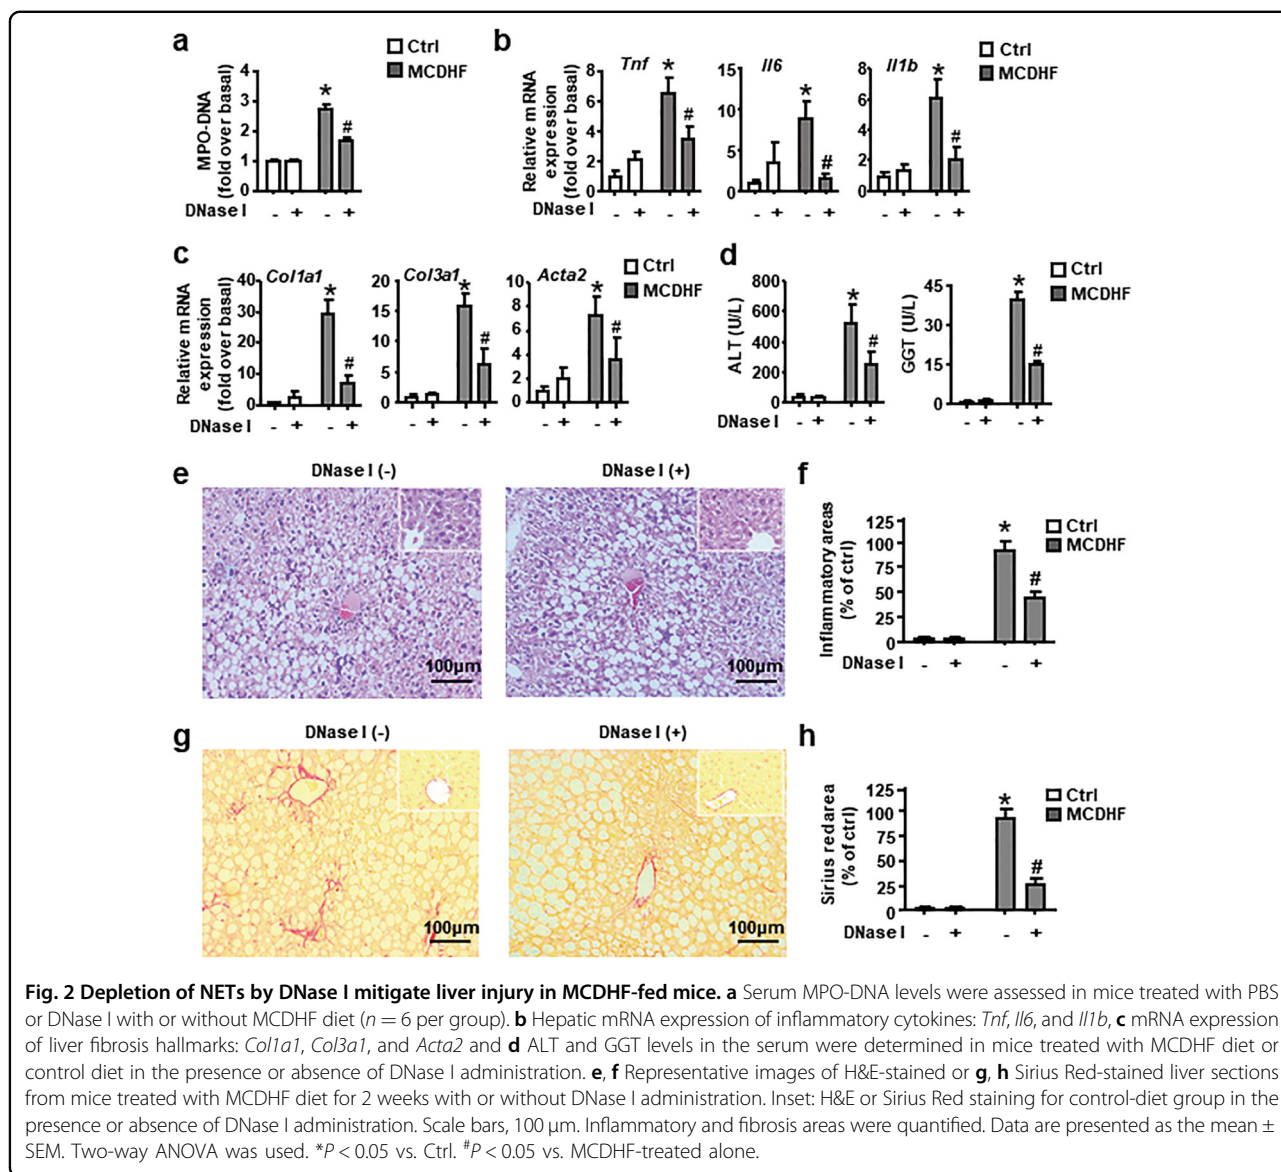 a
Ctrl
MCDHF
MPO-DNA
(fold over basal)
4
3
2
1
0
*
#
DNase I - + - +
b
Ctrl
MCDHF
Relative mRNA
expression
(fold over basal)
Tnf
8
6
4
2
0
*
#
Il6
15
10
5
0
*
#
Il1b
8
6
4
2
0
*
#
DNase I - + - + - + - + - + - +
c
Ctrl
MCDHF
Relative mRNA
expression
(fold over basal)
Col1a1
40
30
20
10
0
*
#
Col3a1
20
15
10
5
0
*
#
Acta2
10
8
6
4
2
0
*
#
DNase I - + - + - + - + - + - +
d
Ctrl
MCDHF
ALT (U/L)
800
600
400
200
0
*
#
GGT (U/L)
45
30
15
0
*
#
DNase I - + - + - + - +
e
DNase I (-)
100µm
DNase I (+)
100µm
f
Ctrl
MCDHF
Inflammatory areas
(% of ctrl)
125
100
75
50
25
0
*
#
DNase I - + - +
g
DNase I (-)
100µm
DNase I (+)
100µm
h
Ctrl
MCDHF
Sirius red area
(% of ctrl)
125
100
75
50
25
0
*
#
DNase I - + - +
Fig. 2 Depletion of NETs by DNase I mitigate liver injury in MCDHF-fed mice. a Serum MPO-DNA levels were assessed in mice treated with PBS
or DNase I with or without MCDHF diet (n = 6 per group). b Hepatic mRNA expression of inflammatory cytokines: Tnf, Il6, and Il1b, c mRNA expression
of liver fibrosis hallmarks: Col1a1, Col3a1, and Acta2 and d ALT and GGT levels in the serum were determined in mice treated with MCDHF diet or
control diet in the presence or absence of DNase I administration. e, f Representative images of H&E-stained or g, h Sirius Red-stained liver sections
from mice treated with MCDHF diet for 2 weeks with or without DNase I administration. Inset: H&E or Sirius Red staining for control-diet group in the
presence or absence of DNase I administration. Scale bars, 100 µm. Inflammatory and fibrosis areas were quantified. Data are presented as the mean ±
SEM. Two-way ANOVA was used. *P < 0.05 vs. Ctrl. #P < 0.05 vs. MCDHF-treated alone.